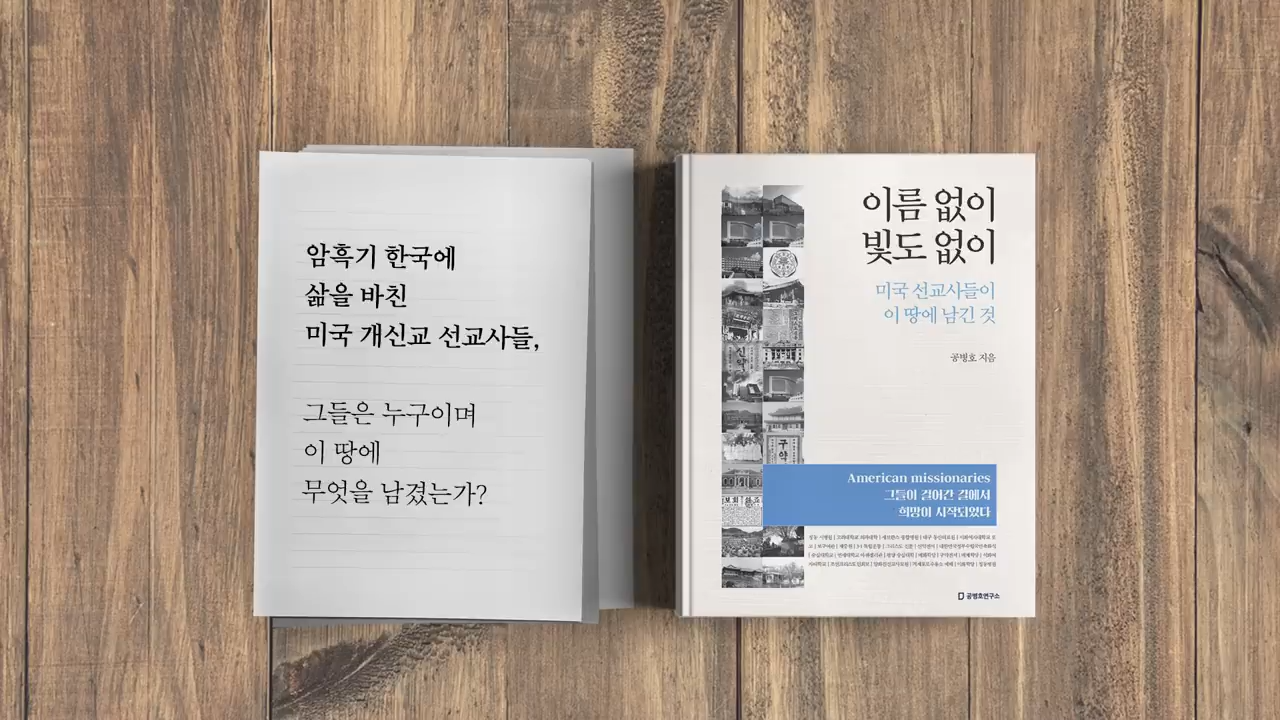 암흑기 한국에
삶을 바친
미국 개신교 선교사들,
그들은 누구이며
이 땅에
무엇을 남겼는가?
이름 없이
빛도 없이
미국 선교사들이
이 땅에 남긴 것
공병호 지음
신약
구약
American missionaries
그들이 걸어간 길에서
희망이 시작되었다
공병호연구소